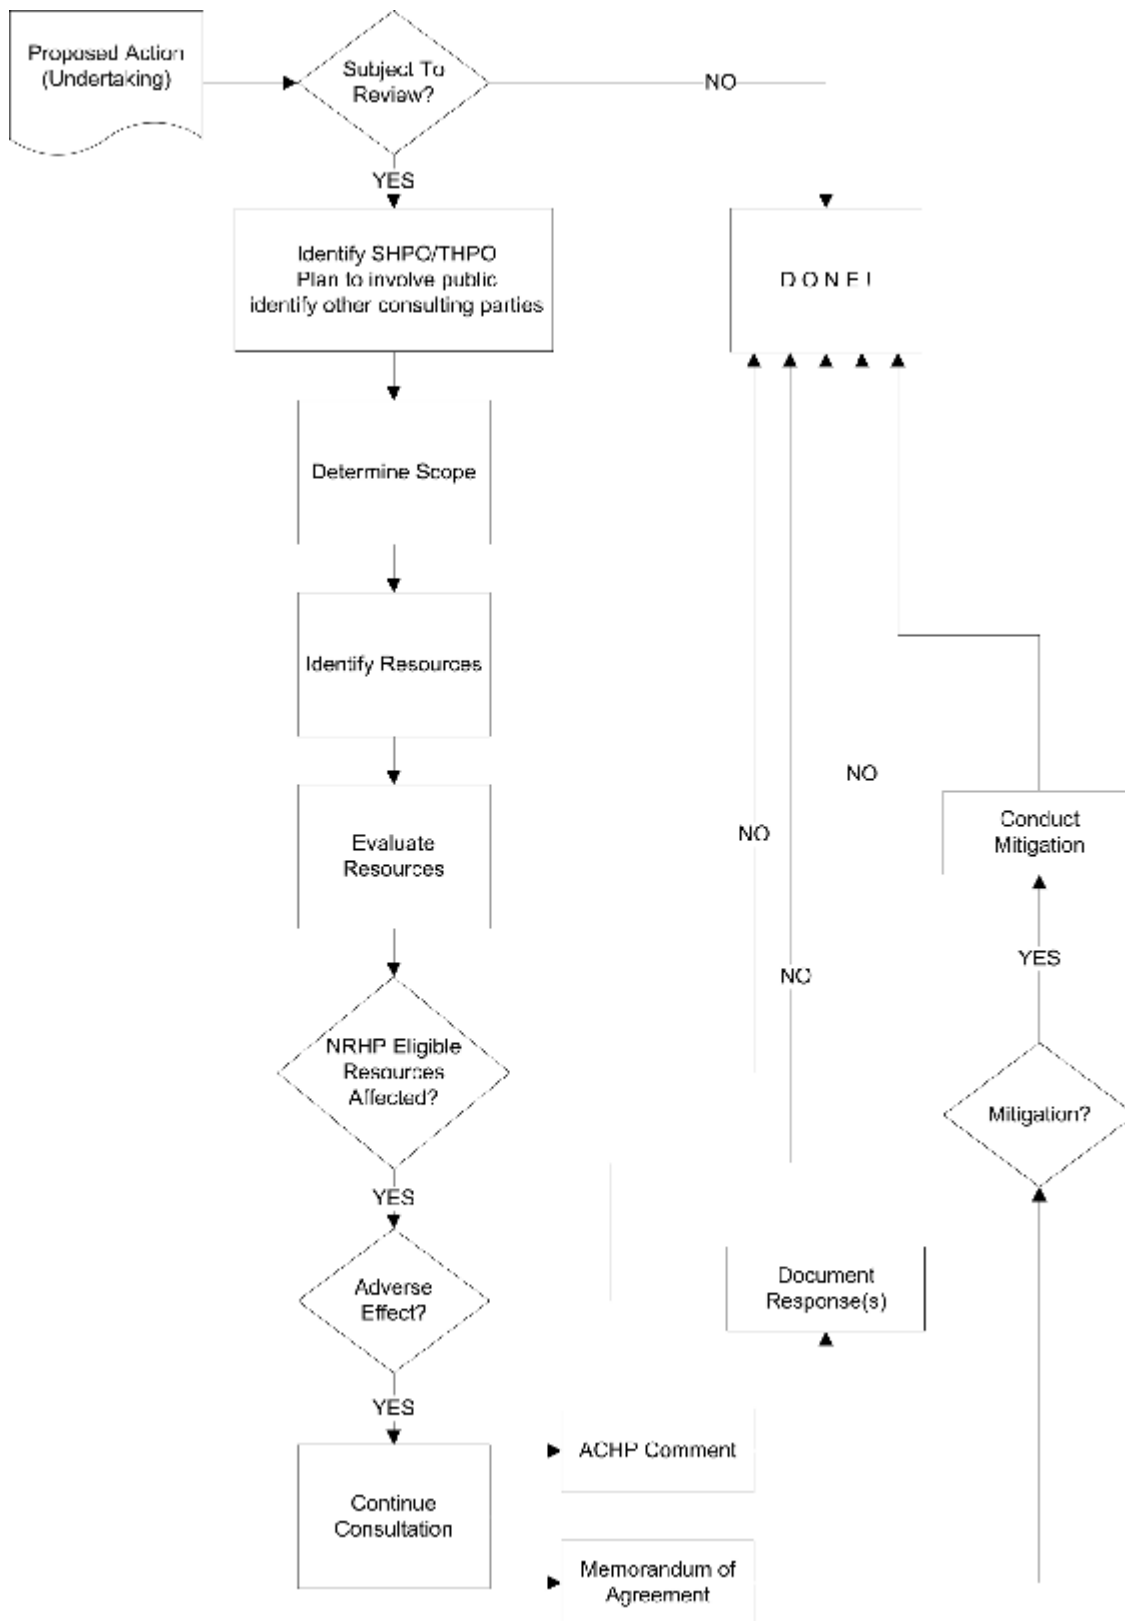 Proposed Action
(Undertaking)
Subject To
Review?
NO
YES
Identify SHPO/THPO
Plan to involve public
identify other consulting parties
D O N E !
Determine Scope
Identify Resources
Evaluate
Resources
NO
NO
Conduct
Mitigation
NO
YES
NRHP Eligible
Resources
Affected?
Mitigation?
YES
Adverse
Effect?
Document
Response(s)
YES
ACHP Comment
Continue
Consultation
Memorandum of
Agreement